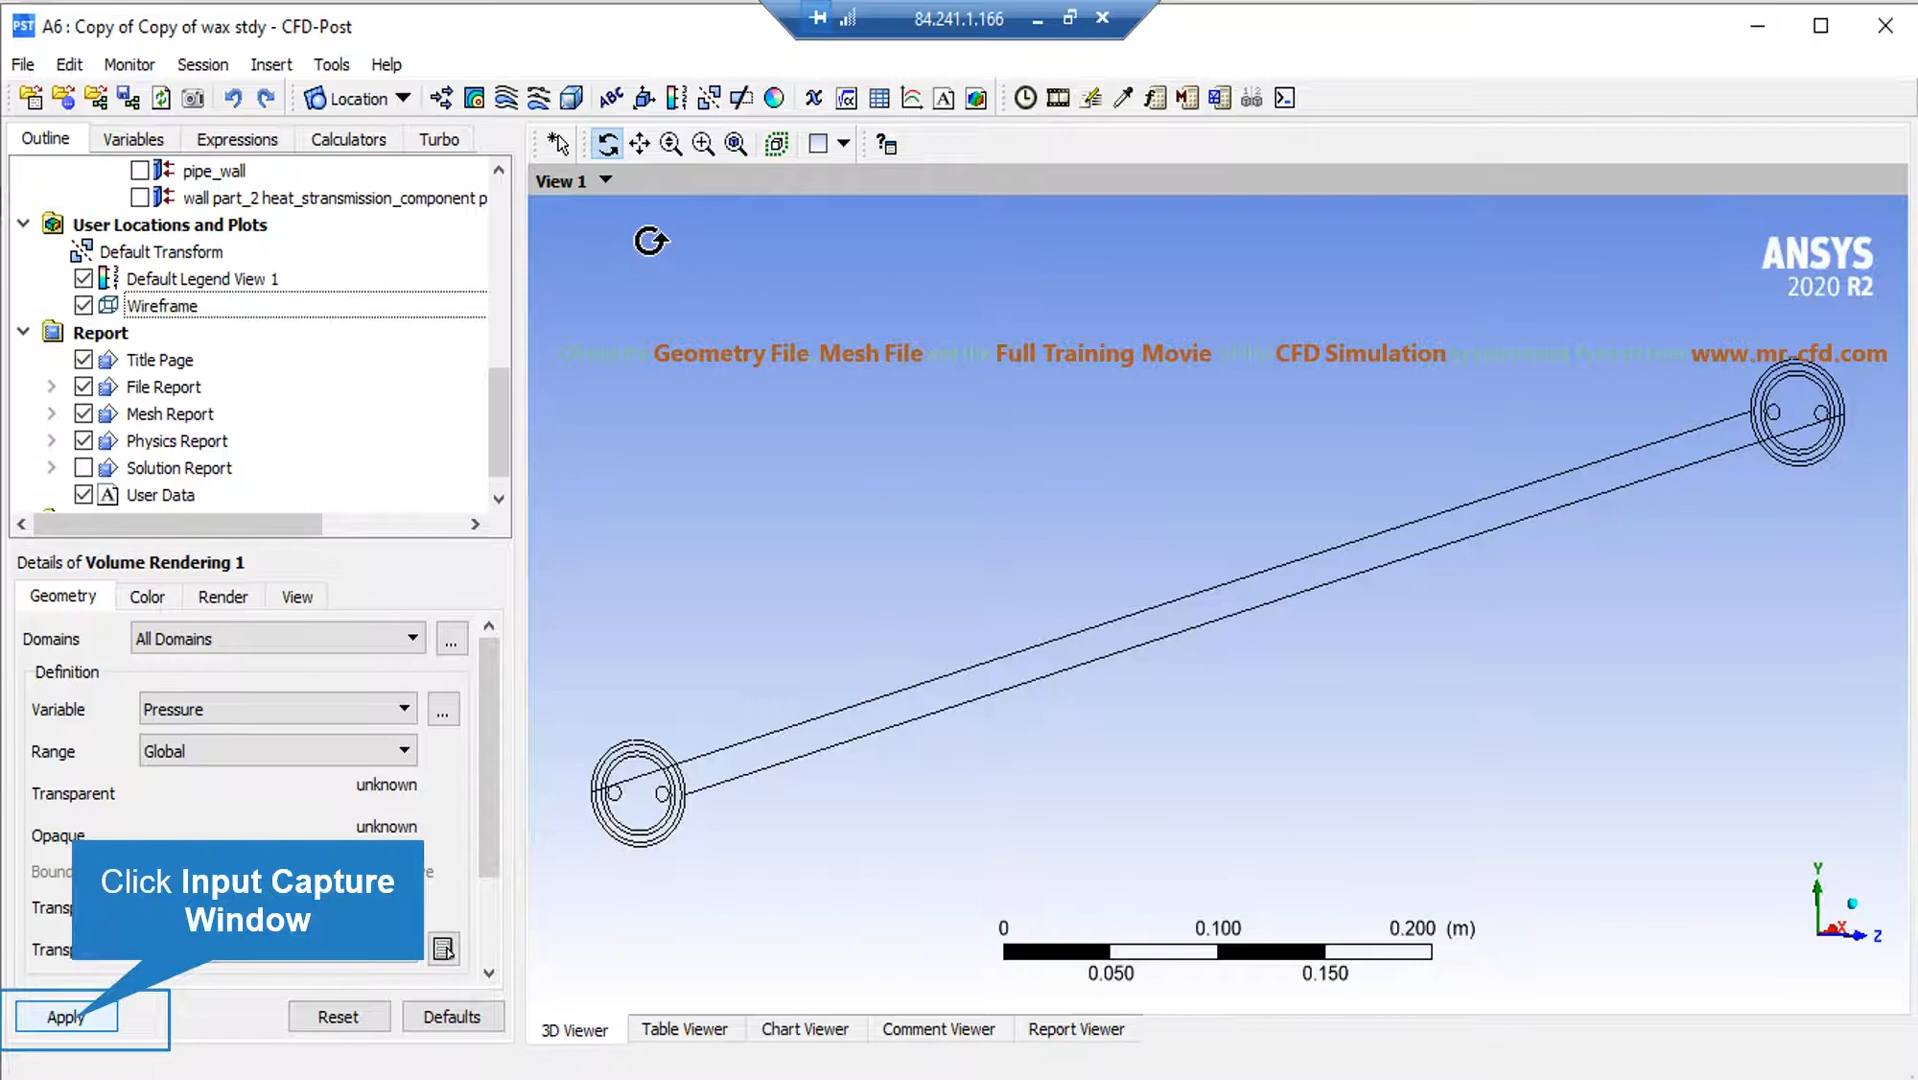 A6 : Copy of Copy of wax stdy - CFD-Post
84.241.1.166
File Edit Monitor Session Insert Tools Help
Location
Outline Variables Expressions Calculators Turbo
pipe_wall
wall part_2 heat_stransmission_component p
User Locations and Plots
Default Transform
Default Legend View 1
Wireframe
Report
Title Page
File Report
Mesh Report
Physics Report
Solution Report
User Data
Details of Volume Rendering 1
Geometry Color Render View
Domains All Domains ...
Definition
Variable Pressure ...
Range Global
Transparent unknown
Opaque unknown
Click Input Capture
Window
Apply Reset Defaults
View 1
ANSYS
2020 R2
Geometry File Mesh File Full Training Movie CFD Simulation www.mr-cfd.com
0 0.100 0.200 (m)
0.050 0.150
Y
X
Z
3D Viewer Table Viewer Chart Viewer Comment Viewer Report Viewer